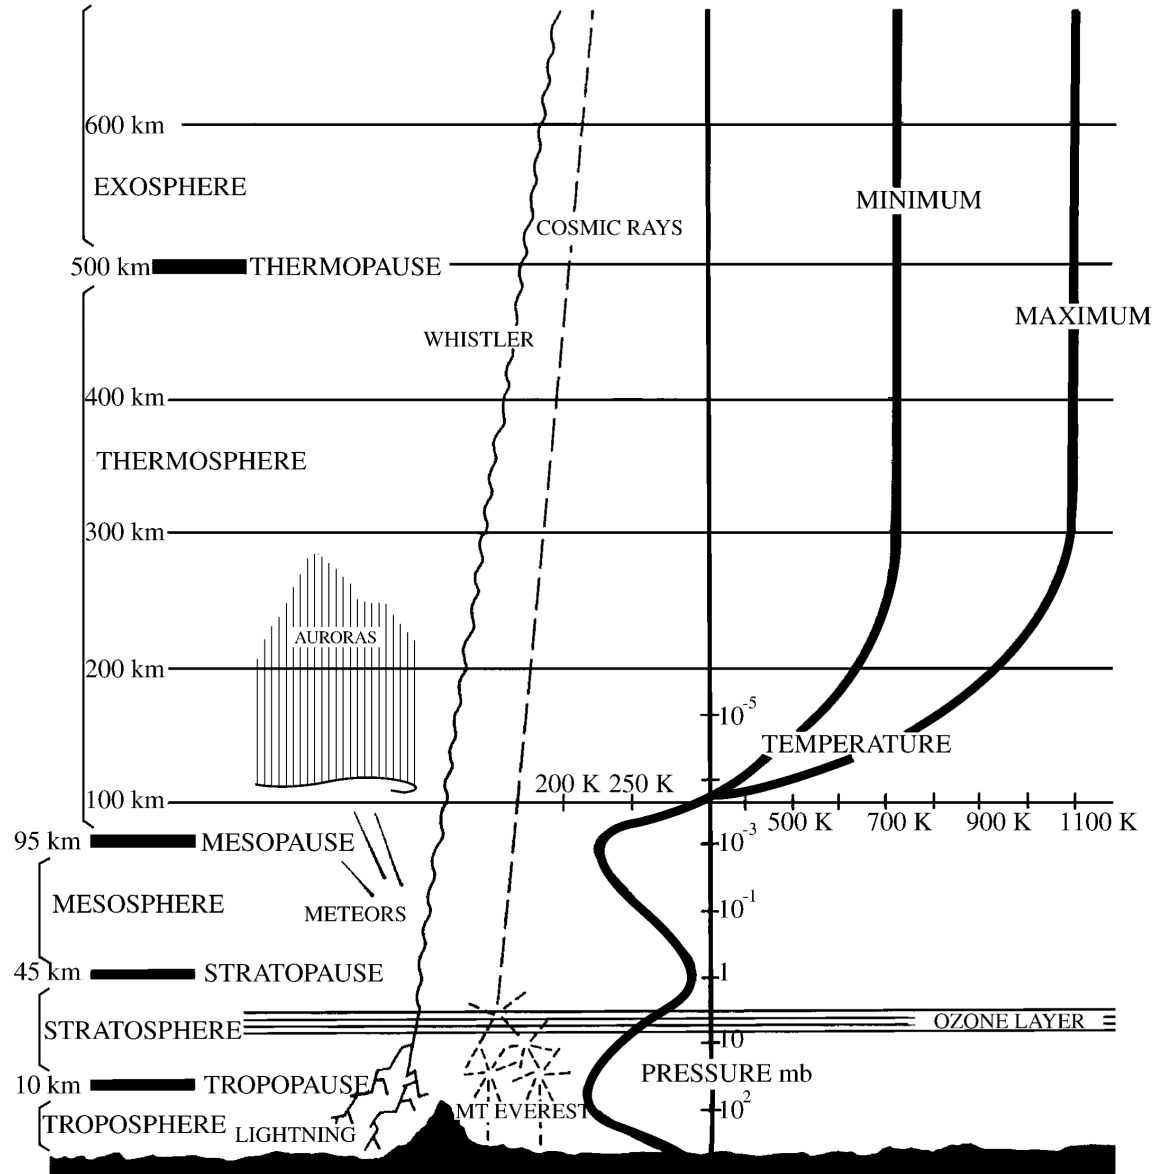 600 km
EXOSPHERE
MINIMUM
COSMIC RAYS
500 km THERMOPAUSE
MAXIMUM
WHISTLER
400 km
THERMOSPHERE
300 km
AURORAS
200 km
10⁻⁵
TEMPERATURE
200 K 250 K
100 km
500 K 700 K 900 K 1100 K
95 km MESOPAUSE
10⁻³
MESOSPHERE
METEORS
10⁻¹
45 km STRATOPAUSE
1
STRATOSPHERE
OZONE LAYER
10
PRESSURE mb
10 km TROPOPAUSE
10²
MT EVEREST
TROPOSPHERE
LIGHTNING